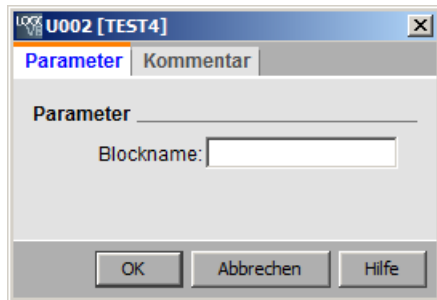 U002 [TEST4]
Parameter Kommentar
Parameter
Blockname:
OK Abbrechen Hilfe